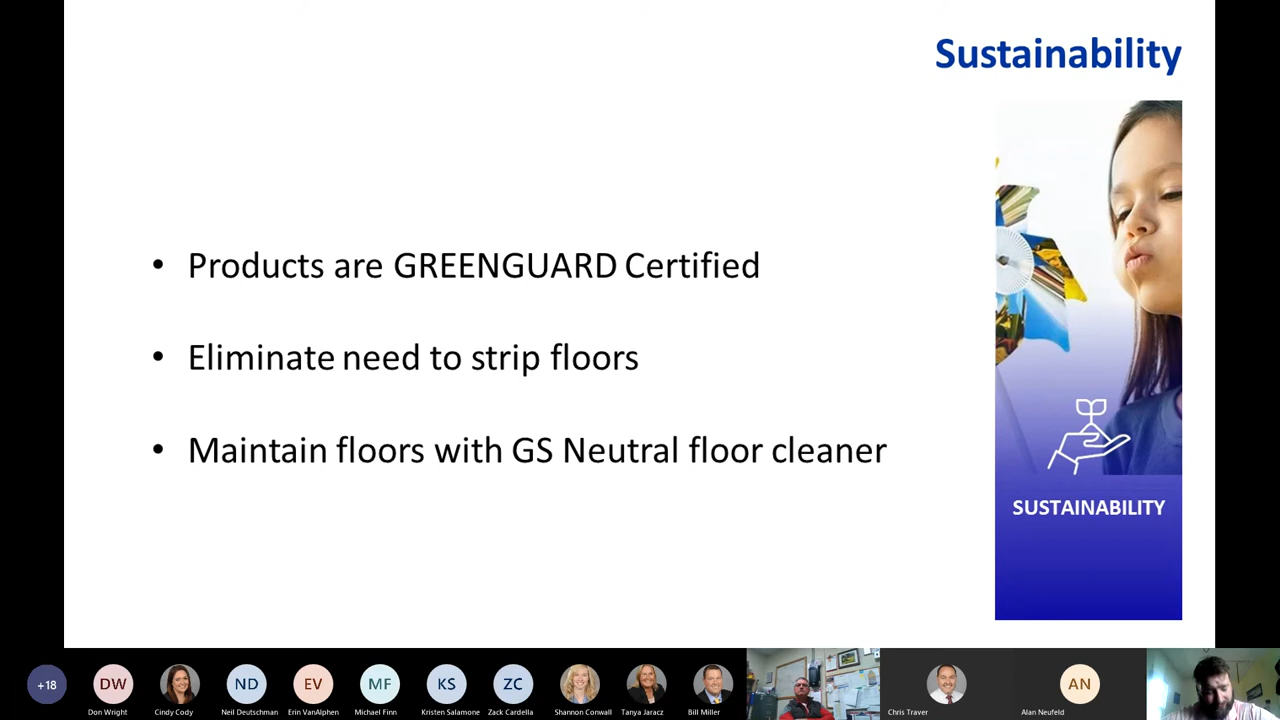 Sustainability
• Products are GREENGUARD Certified
• Eliminate need to strip floors
• Maintain floors with GS Neutral floor cleaner
SUSTAINABILITY
+18
DW
ND
EV
MF
KS
ZC
AN
Don Wright
Cindy Cody
Neil Deutschman
Erin VanAlphen
Michael Finn
Kristen Salamone
Zack Cardella
Shannon Conwall
Tanya Jaracz
Bill Miller
Chris Traver
Alan Neufeld